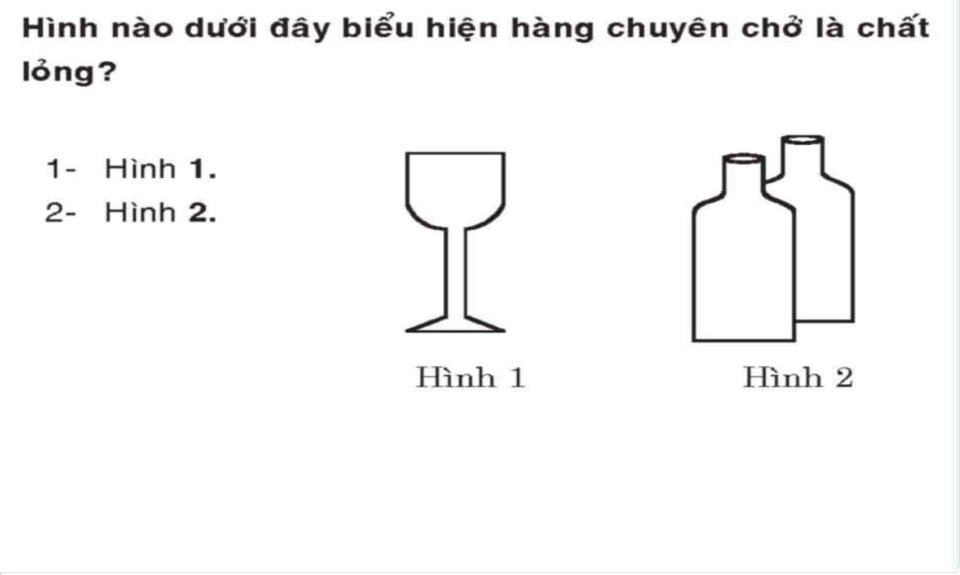 Hình nào dưới đây biểu hiện hàng chuyên chở là chất
lỏng?
1- Hình 1.
2- Hình 2.
Hình 1
Hình 2